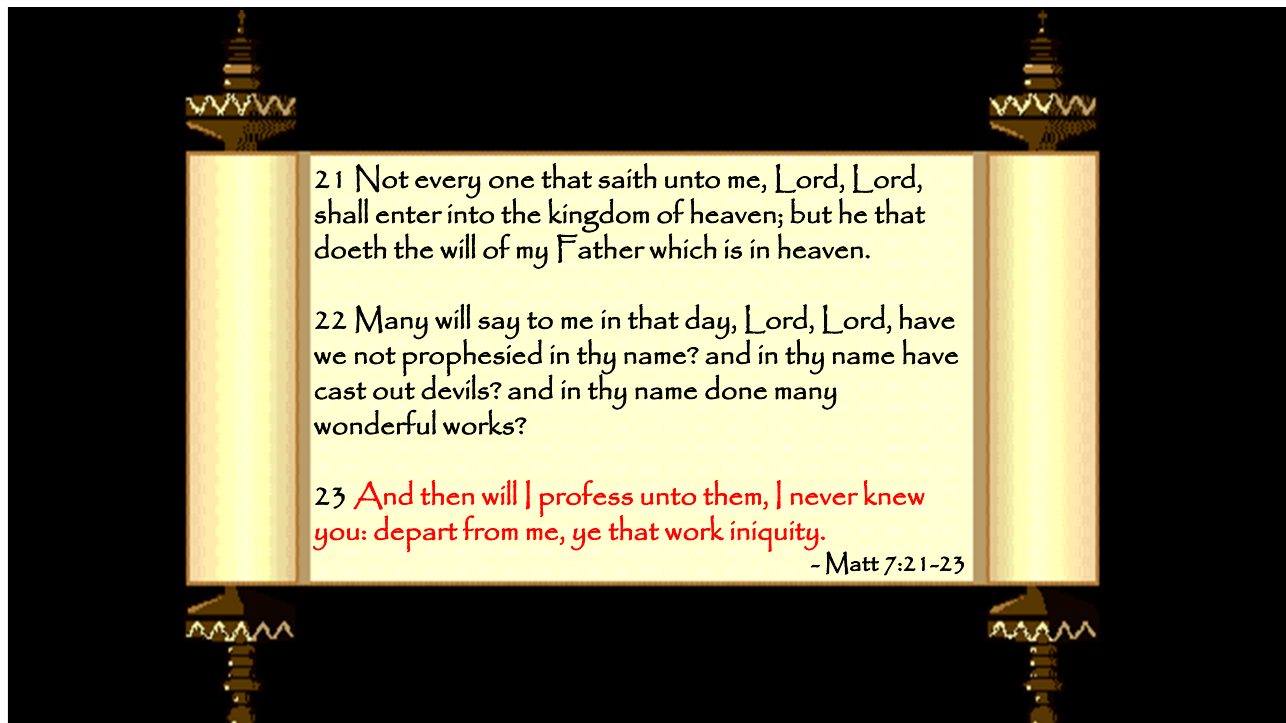 21 Not every one that saith unto me, Lord, Lord,
shall enter into the kingdom of heaven; but he that
doeth the will of my Father which is in heaven.
22 Many will say to me in that day, Lord, Lord, have
we not prophesied in thy name? and in thy name have
cast out devils? and in thy name done many
wonderful works?
23 And then will I profess unto them, I never knew
you: depart from me, ye that work iniquity.
- Matt 7:21-23